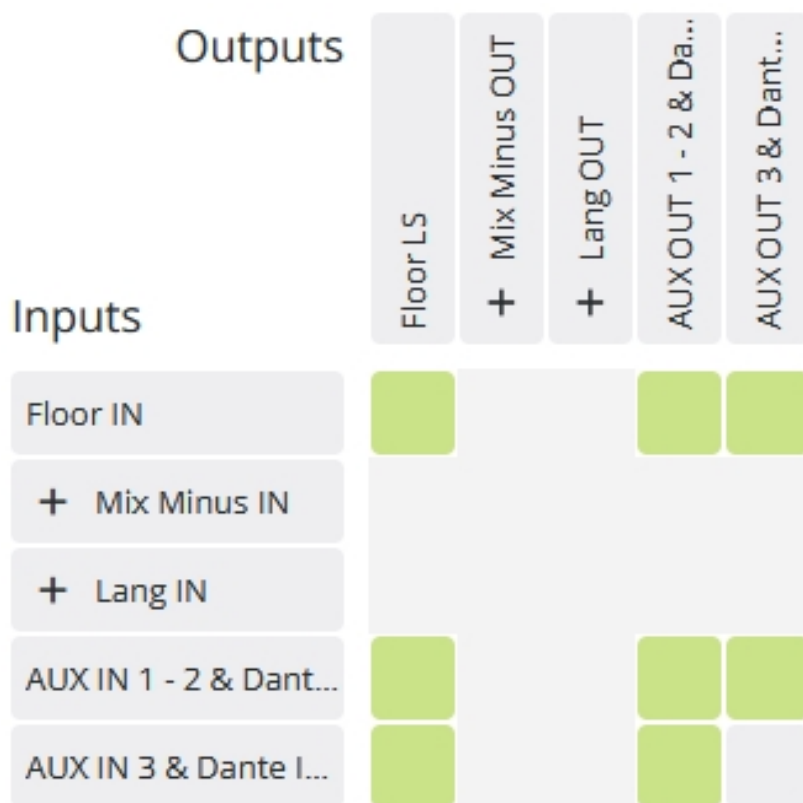 Outputs
Floor LS
+ Mix Minus OUT
+ Lang OUT
AUX OUT 1 - 2 & Da...
AUX OUT 3 & Dant...
Inputs
Floor IN
+ Mix Minus IN
+ Lang IN
AUX IN 1 - 2 & Dant...
AUX IN 3 & Dante I...